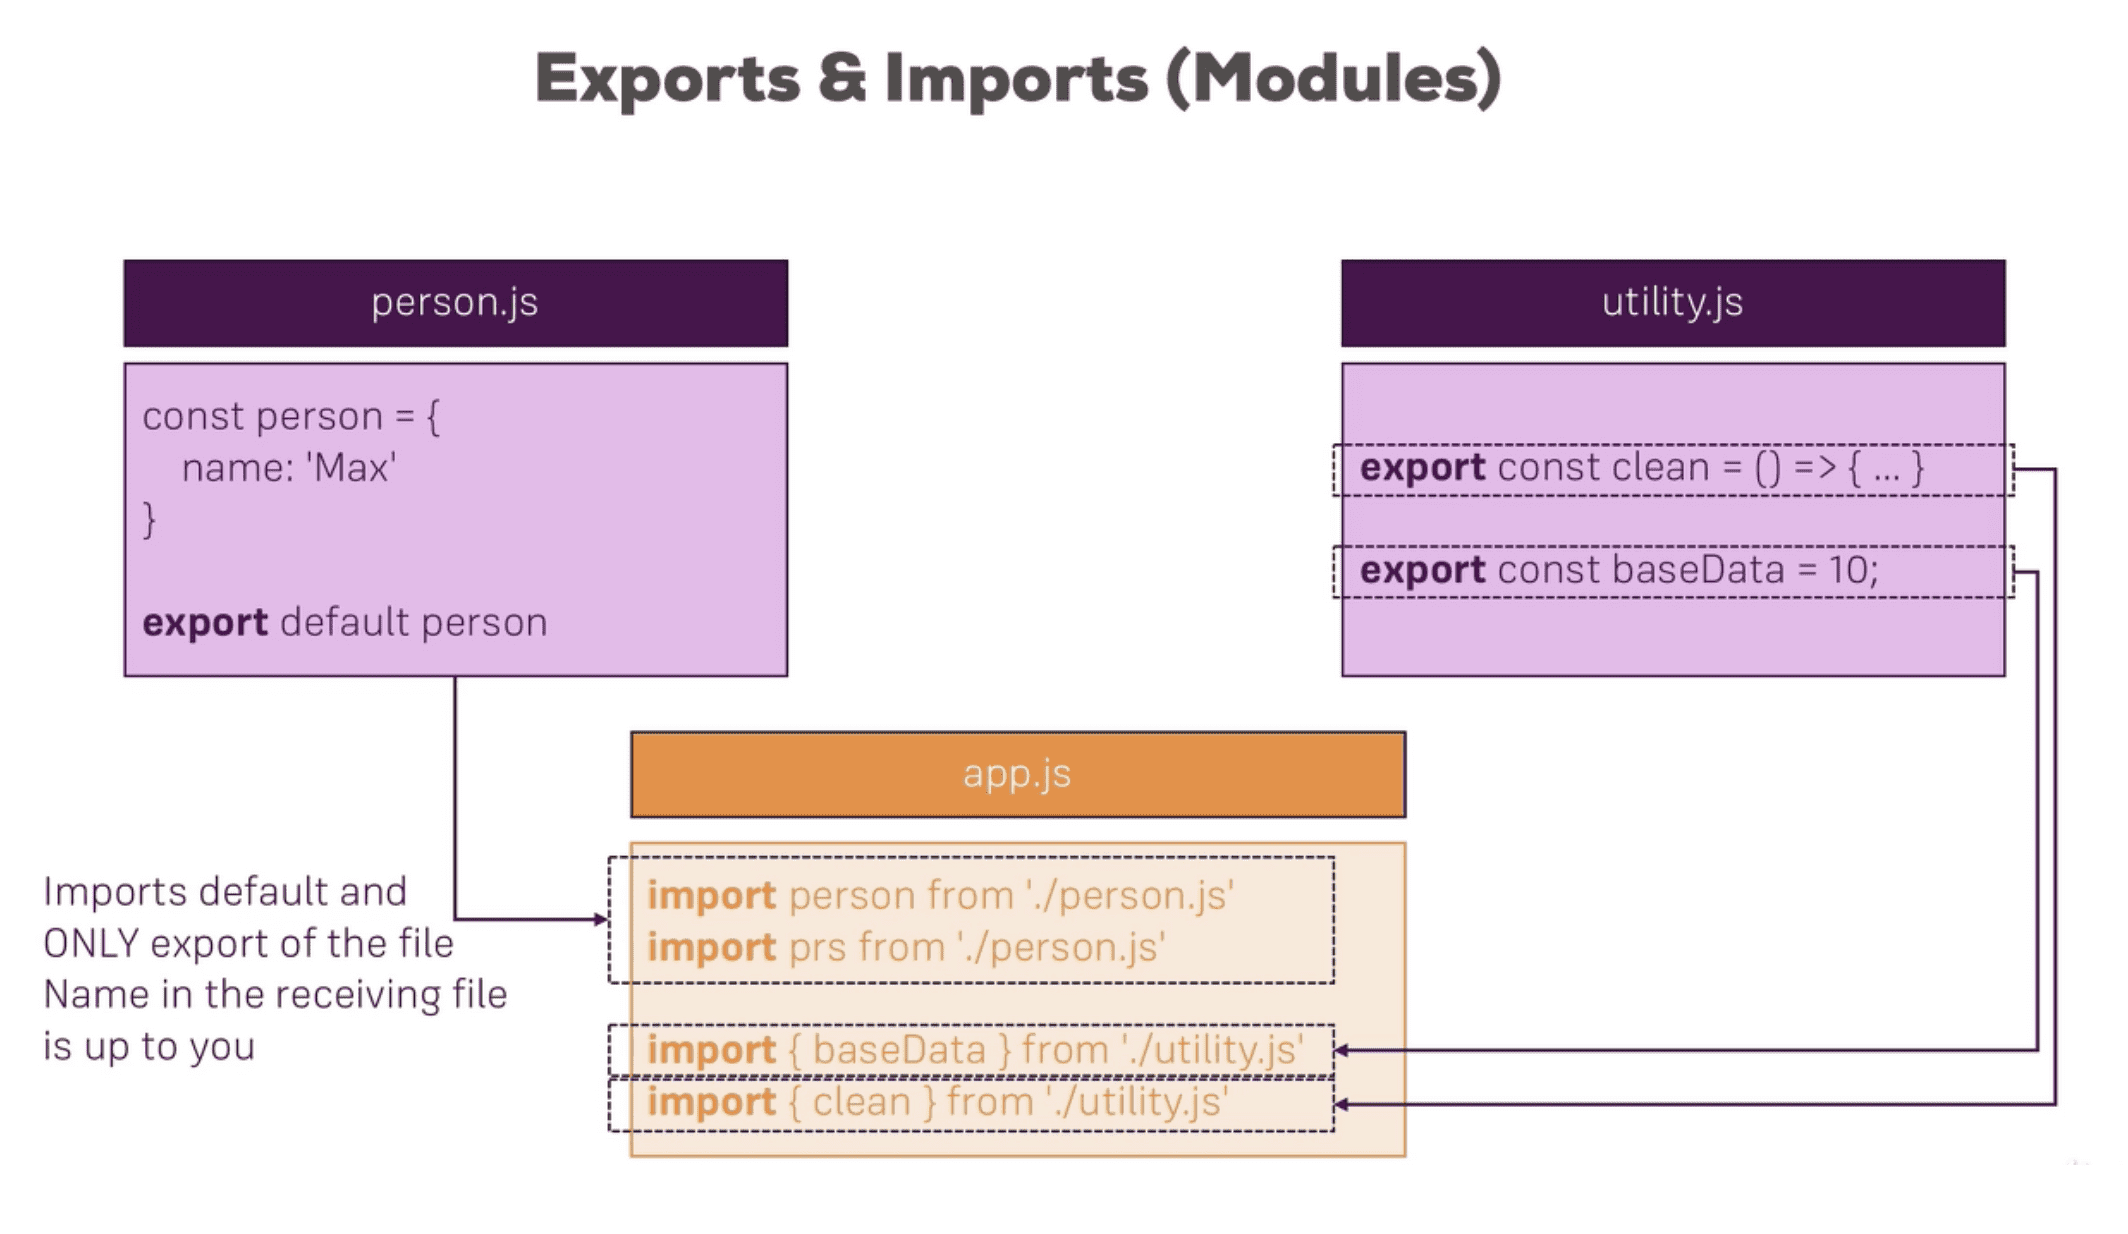 Exports & Imports (Modules)
person.js
const person = {
name: 'Max'
}
export default person
utility.js
export const clean = () => { ... }
export const baseData = 10;
app.js
import person from './person.js'
import prs from './person.js'
import { baseData } from './utility.js'
import { clean } from './utility.js'
Imports default and
ONLY export of the file
Name in the receiving file
is up to you